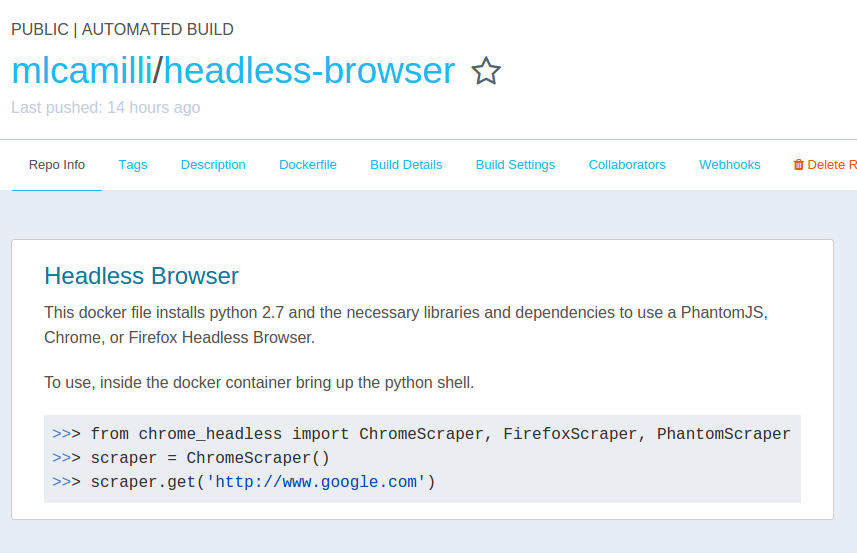 PUBLIC | AUTOMATED BUILD
mlcamilli/headless-browser
Last pushed: 14 hours ago
Repo Info Tags Description Dockerfile Build Details Build Settings Collaborators Webhooks Delete R
Headless Browser
This docker file installs python 2.7 and the necessary libraries and dependencies to use a PhantomJS,
Chrome, or Firefox Headless Browser.
To use, inside the docker container bring up the python shell.
>>> from chrome_headless import ChromeScraper, FirefoxScraper, PhantomScraper
>>> scraper = ChromeScraper()
>>> scraper.get('http://www.google.com')